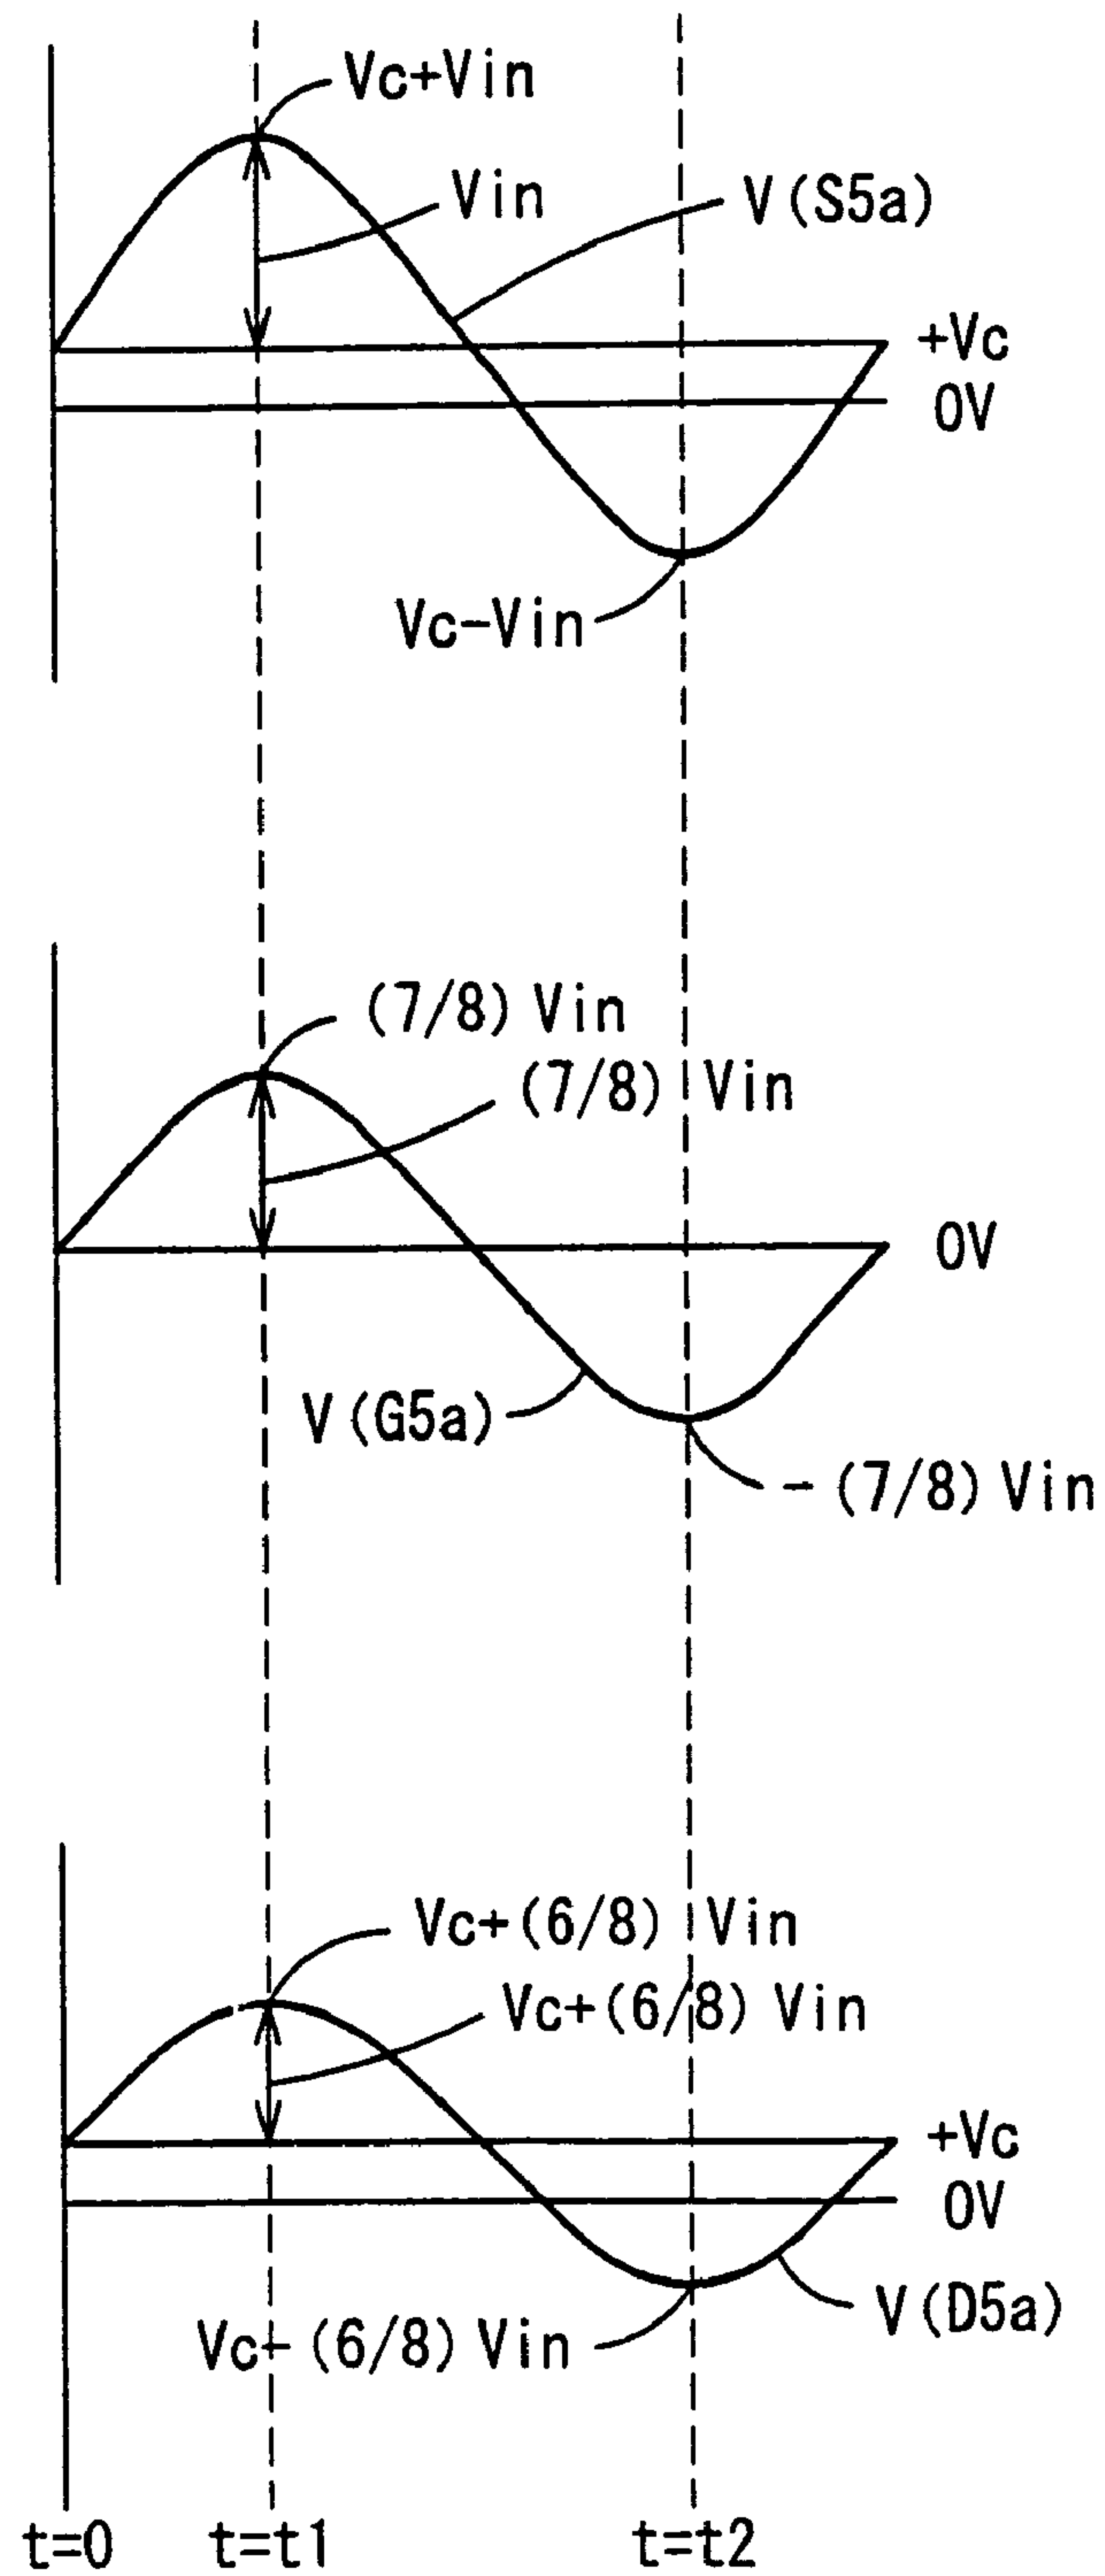 Vc+Vin
Vin
V(S5a)
+Vc
0V
Vc-Vin
(7/8) Vin
(7/8) Vin
0V
V(G5a)
-(7/8) Vin
Vc+(6/8) Vin
Vc+(6/8) Vin
+Vc
0V
V(D5a)
Vc-(6/8) Vin
t=0
t=t1
t=t2